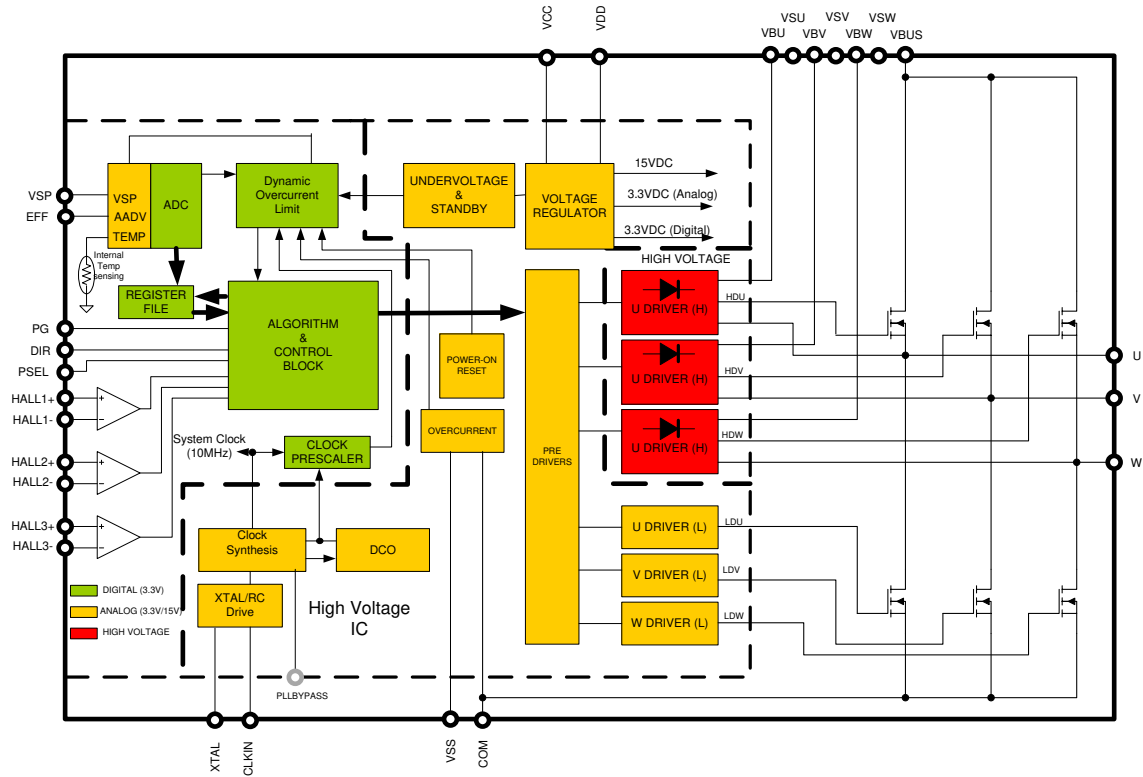 VCC
VDD
VBU
VSU
VBV
VSV
VBW
VSW
VBUS
VSP
EFF
VSP
AADV
TEMP
ADC
Dynamic
Overcurrent
Limit
UNDERVOLTAGE
&
STANDBY
VOLTAGE
REGULATOR
15VDC
3.3VDC (Analog)
3.3VDC (Digital)
Internal
Temp
sensing
REGISTER
FILE
HIGH VOLTAGE
U DRIVER (H)
HDU
PG
DIR
PSEL
ALGORITHM
&
CONTROL
BLOCK
POWER-ON
RESET
U DRIVER (H)
HDV
U
V
W
HALL1+
HALL1-
+
−
OVERCURRENT
U DRIVER (H)
HDW
System Clock
(10MHz)
CLOCK
PRESCALER
PRE
DRIVERS
HALL2+
HALL2-
+
−
HALL3+
HALL3-
+
−
Clock
Synthesis
DCO
U DRIVER (L)
LDU
V DRIVER (L)
LDV
W DRIVER (L)
LDW
DIGITAL (3.3V)
ANALOG (3.3V/15V)
HIGH VOLTAGE
XTAL/RC
Drive
High Voltage
IC
PLLBYPASS
XTAL
CLKIN
VSS
COM